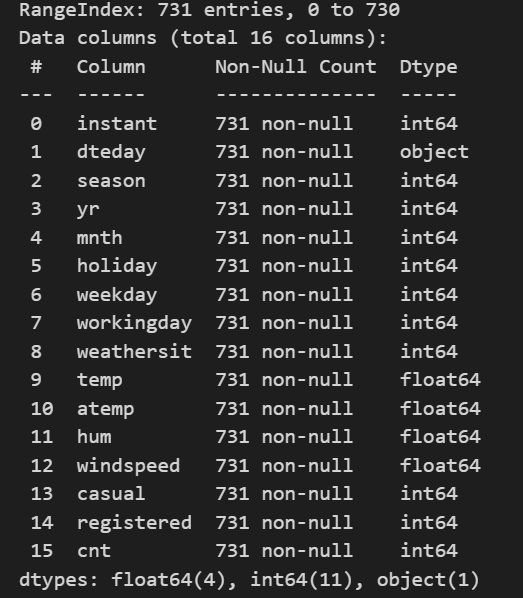 RangeIndex: 731 entries, 0 to 730
Data columns (total 16 columns):
 #   Column      Non-Null Count  Dtype
---  ------      --------------  -----
 0   instant     731 non-null    int64
 1   dteday      731 non-null    object
 2   season      731 non-null    int64
 3   yr          731 non-null    int64
 4   mnth        731 non-null    int64
 5   holiday     731 non-null    int64
 6   weekday     731 non-null    int64
 7   workingday  731 non-null    int64
 8   weathersit  731 non-null    int64
 9   temp        731 non-null    float64
 10  atemp       731 non-null    float64
 11  hum         731 non-null    float64
 12  windspeed   731 non-null    float64
 13  casual      731 non-null    int64
 14  registered  731 non-null    int64
 15  cnt         731 non-null    int64
dtypes: float64(4), int64(11), object(1)